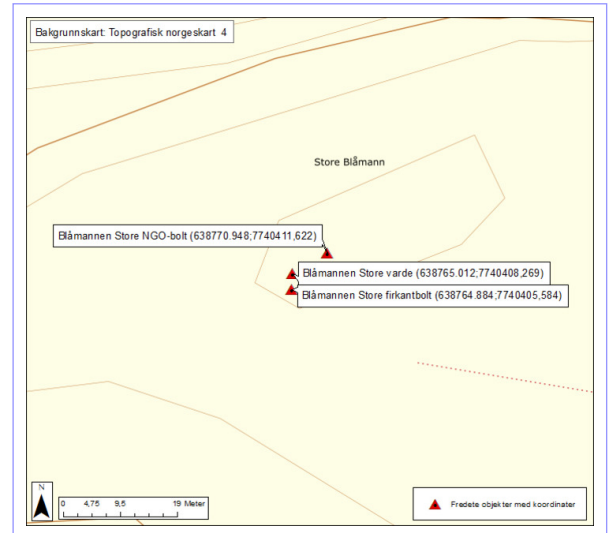 Bakgrunnskart: Topografisk norgeskart 4
Store Blåmann
Blåmannen Store NGO-bolt (638770.948;7740411,622)
Blåmannen Store varde (638765.012;7740408,269)
Blåmannen Store firkantbolt (638764.884;7740405,584)
N
0 4,75 9,5 19 Meter
Fredete objekter med koordinater